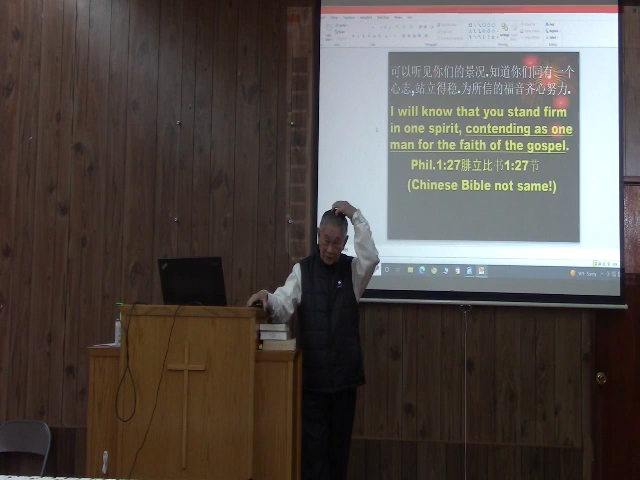 可以听见你们的景况.知道你们同有一个
心志,站立得稳.为所信的福音齐心努力.
I will know that you stand firm
in one spirit, contending as one
man for the faith of the gospel.
Phil.1:27腓立比书1:27节
(Chinese Bible not same!)